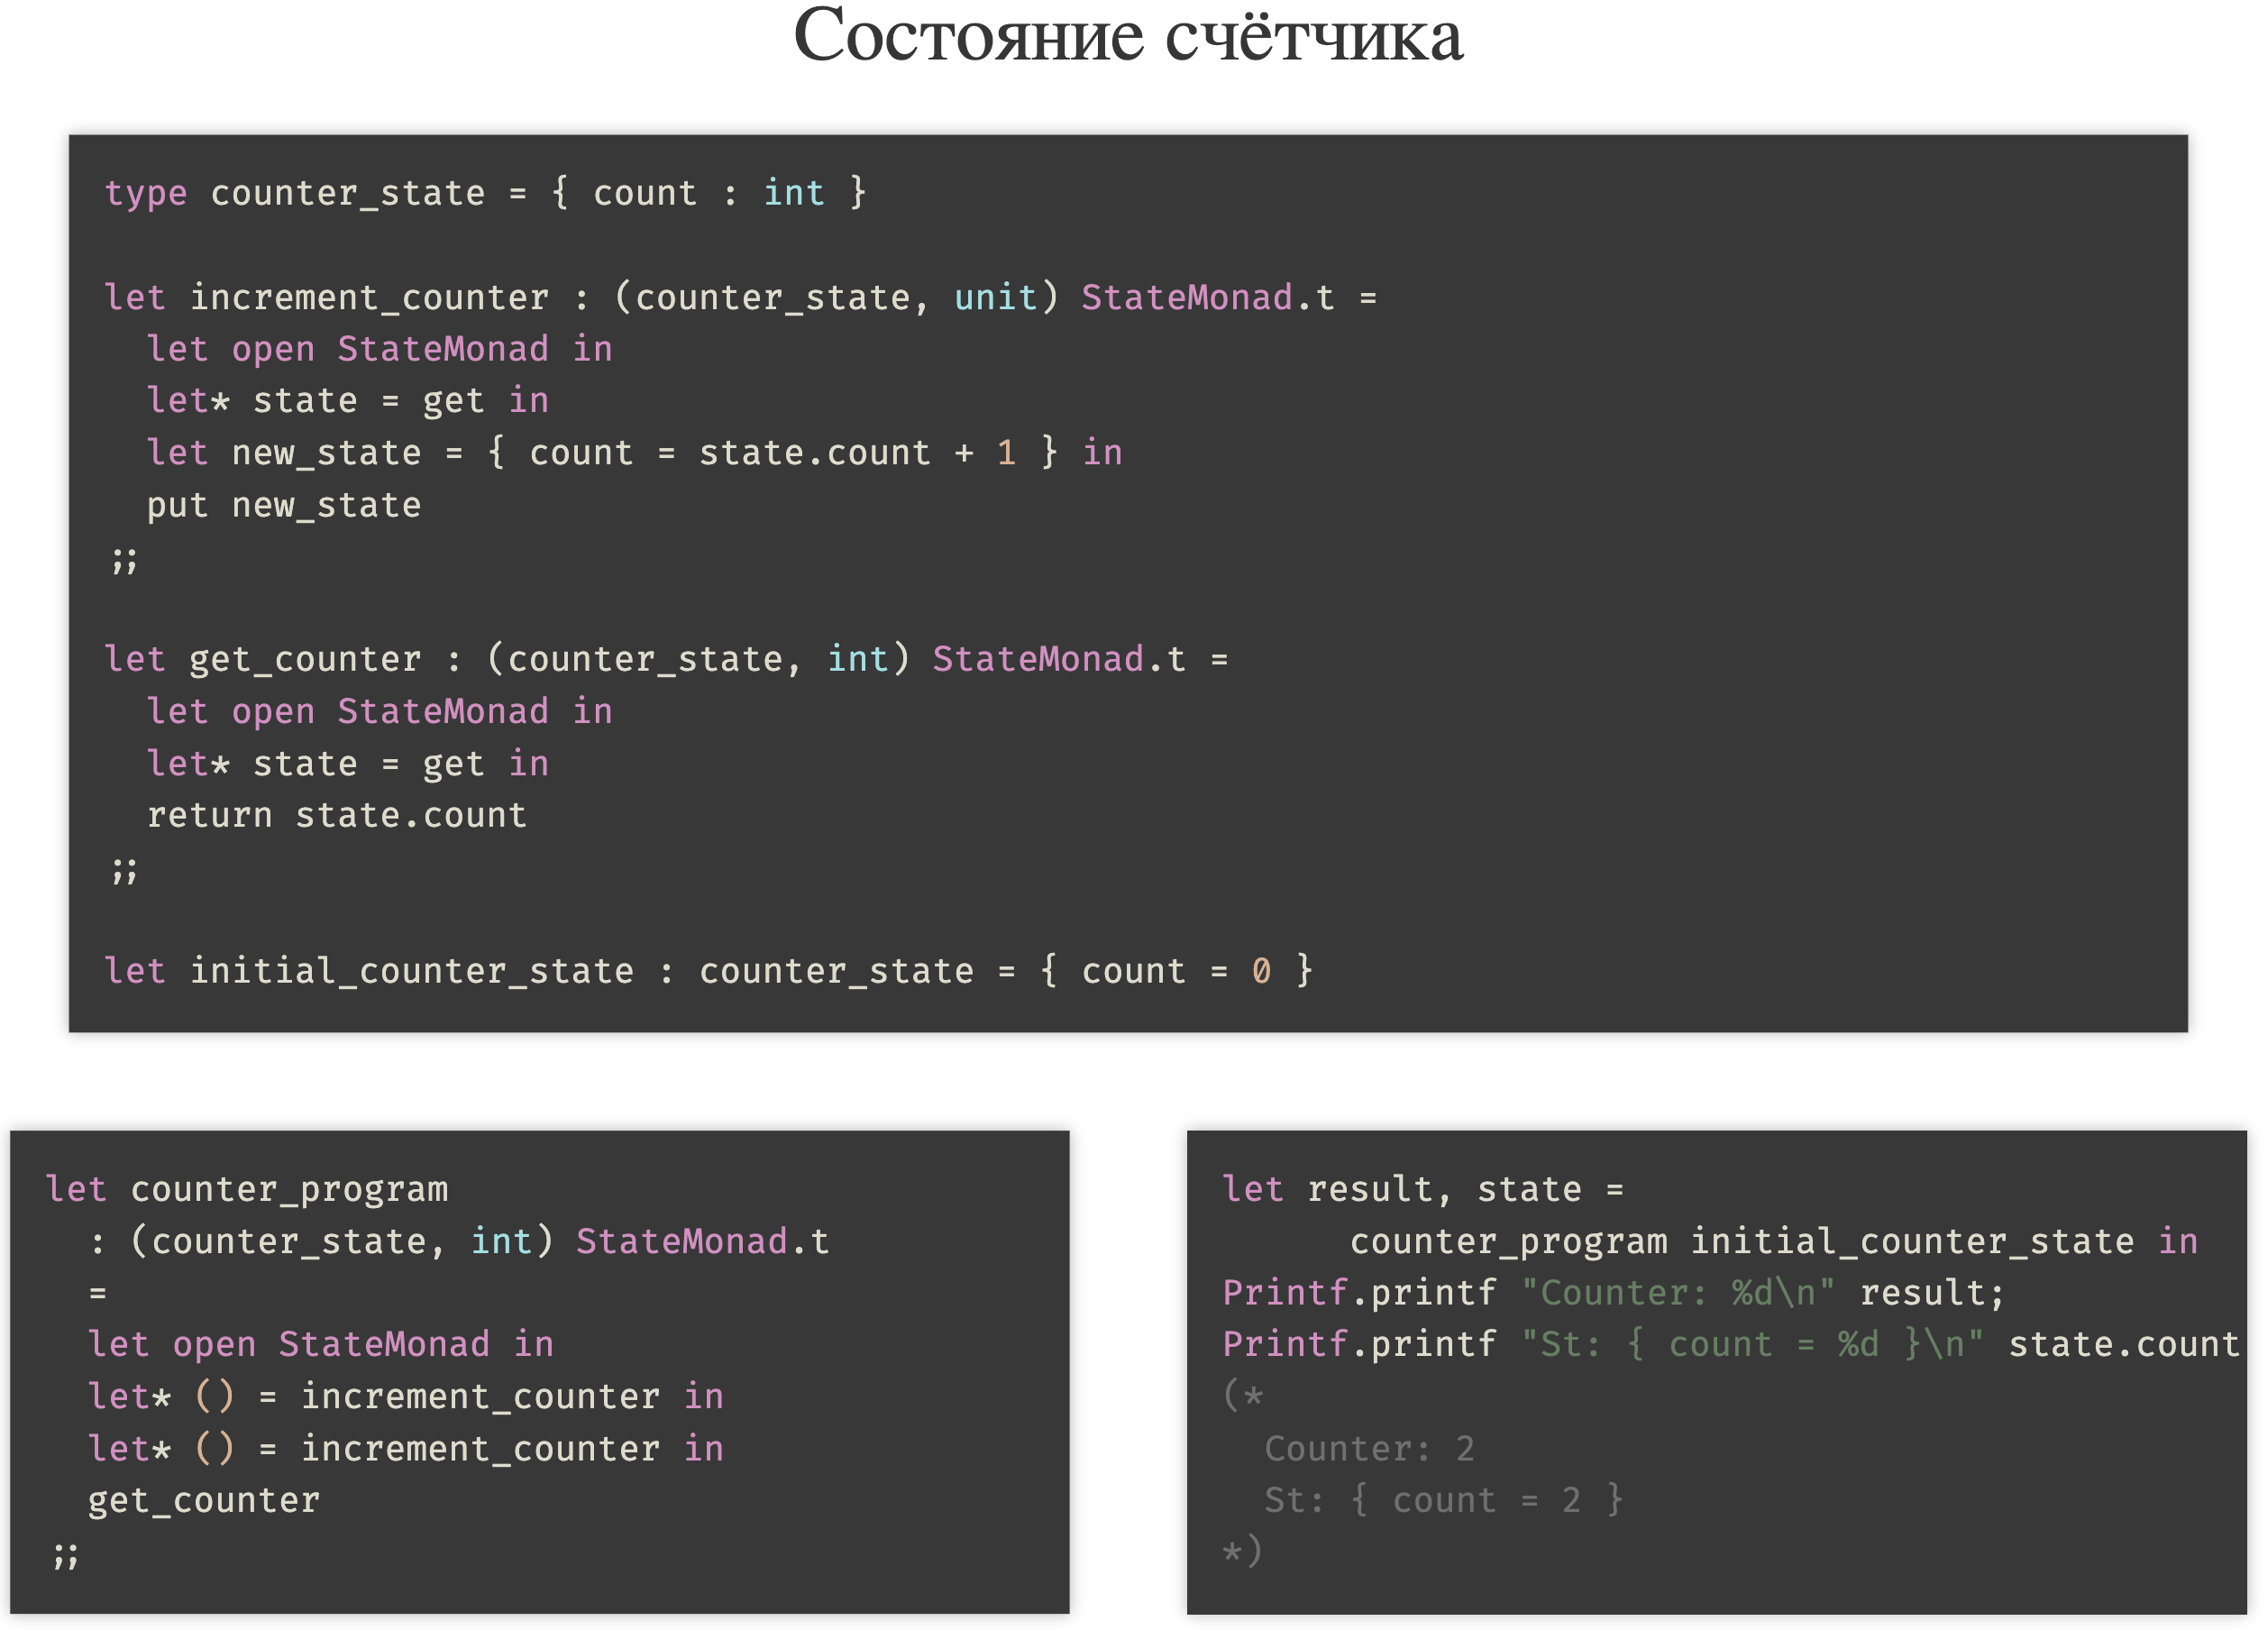 Состояние счётчика
type counter_state = { count : int }
let increment_counter : (counter_state, unit) StateMonad.t =
let open StateMonad in
let* state = get in
let new_state = { count = state.count + 1 } in
put new_state
;;
let get_counter : (counter_state, int) StateMonad.t =
let open StateMonad in
let* state = get in
return state.count
;;
let initial_counter_state : counter_state = { count = 0 }
let counter_program
: (counter_state, int) StateMonad.t
=
let open StateMonad in
let* () = increment_counter in
let* () = increment_counter in
get_counter
;;
let result, state =
counter_program initial_counter_state in
Printf.printf "Counter: %d\n" result;
Printf.printf "St: { count = %d }\n" state.count
(*
Counter: 2
St: { count = 2 }
*)